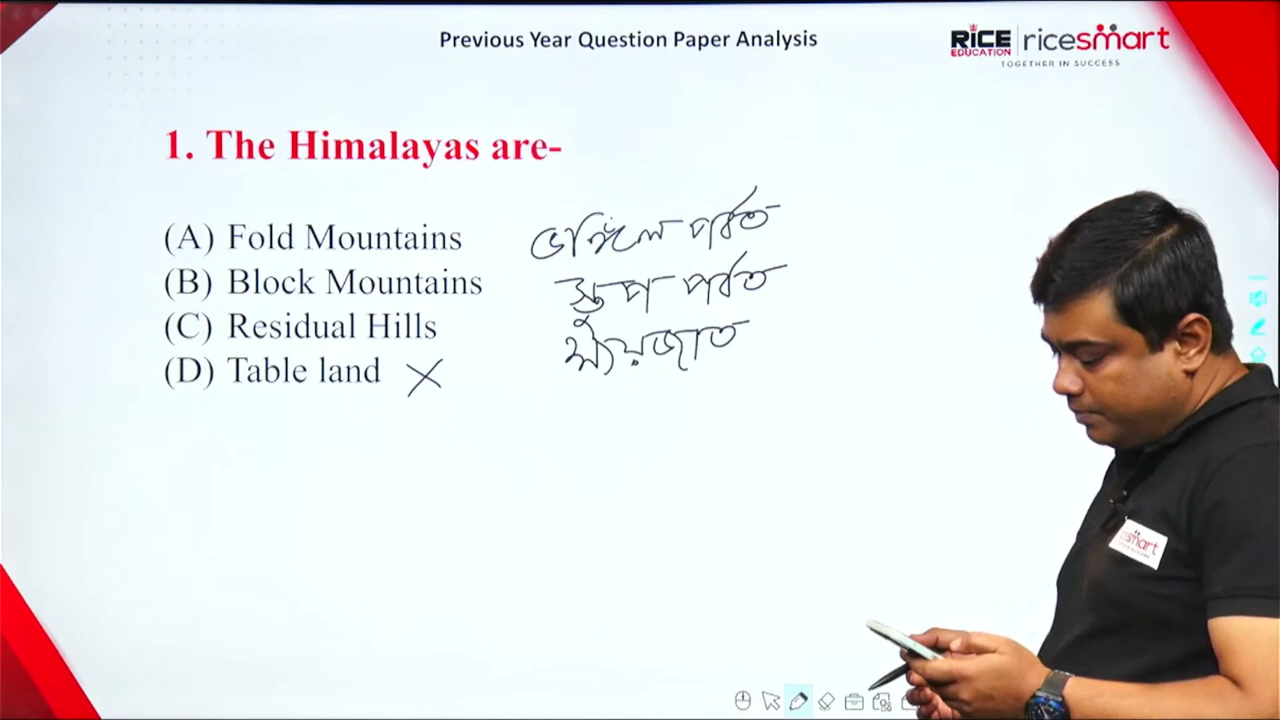 Previous Year Question Paper Analysis
RICE EDUCATION | ricesmart
TOGETHER IN SUCCESS
1. The Himalayas are-
(A) Fold Mountains ভঙ্গিল পর্বত
(B) Block Mountains স্তুপ পর্বত
(C) Residual Hills ক্ষয়জাত
(D) Table land ✗
smart